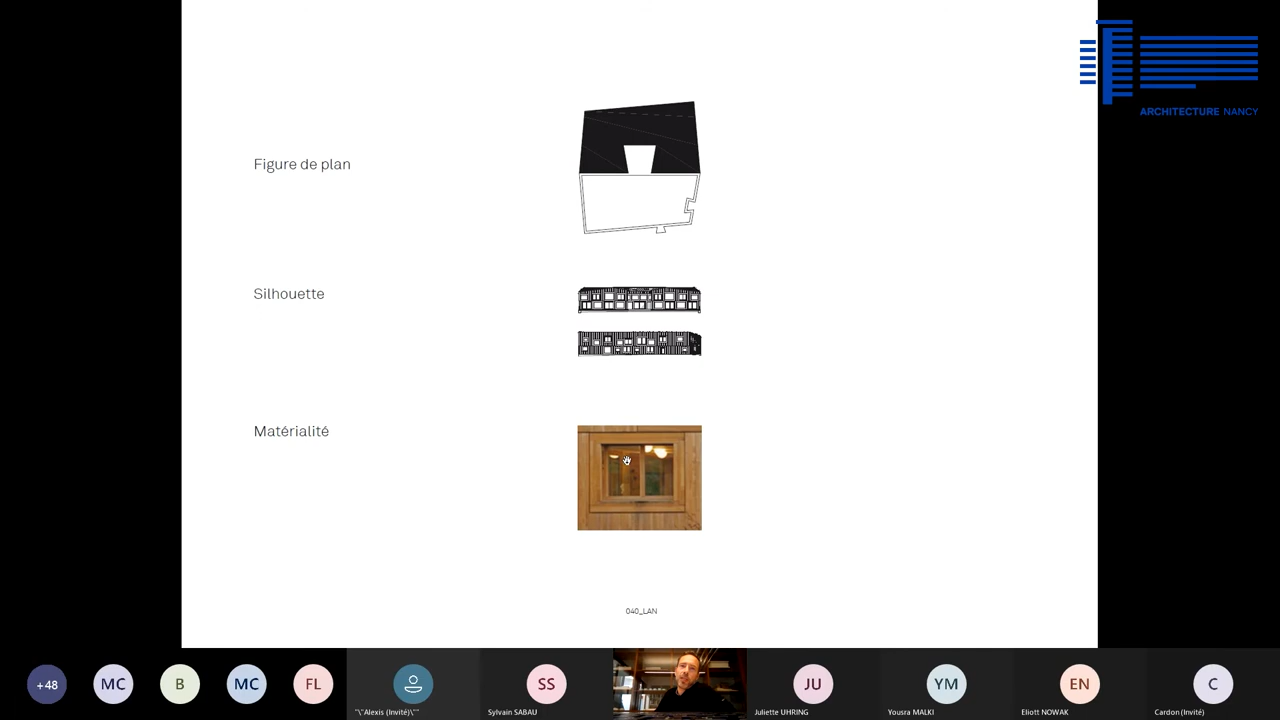 ARCHITECTURE NANCY
Figure de plan
Silhouette
Matérialité
040_LAN
+48
MC
B
MC
FL
"\"Alexis (Invité)\""
SS
Sylvain SABAU
JU
Juliette UHRING
YM
Yousra MALKI
EN
Eliott NOWAK
C
Cardon (Invité)